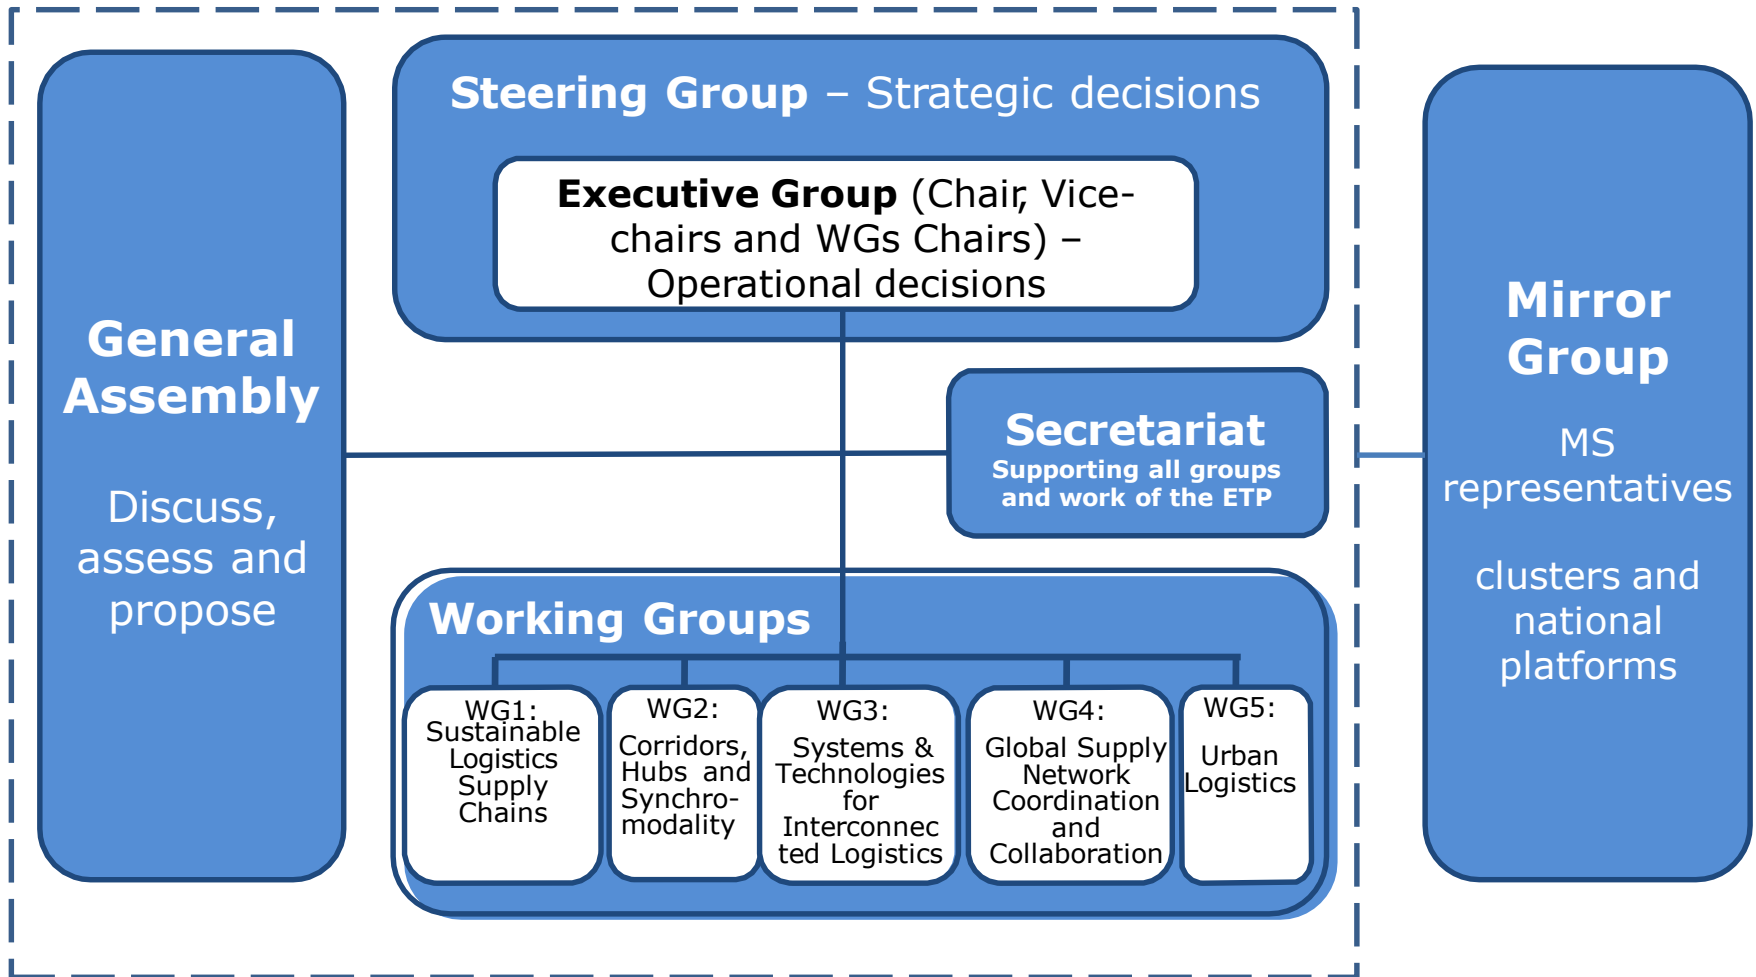 General
Assembly
Discuss,
assess and
propose
Steering Group – Strategic decisions
Executive Group (Chair, Vice-
chairs and WGs Chairs) –
Operational decisions
Secretariat
Supporting all groups
and work of the ETP
Working Groups
WG1:
Sustainable
Logistics
Supply
Chains
WG2:
Corridors,
Hubs and
Synchro-
modality
WG3:
Systems &
Technologies
for
Interconnec
ted Logistics
WG4:
Global Supply
Network
Coordination
and
Collaboration
WG5:
Urban
Logistics
Mirror
Group
MS
representatives
clusters and
national
platforms